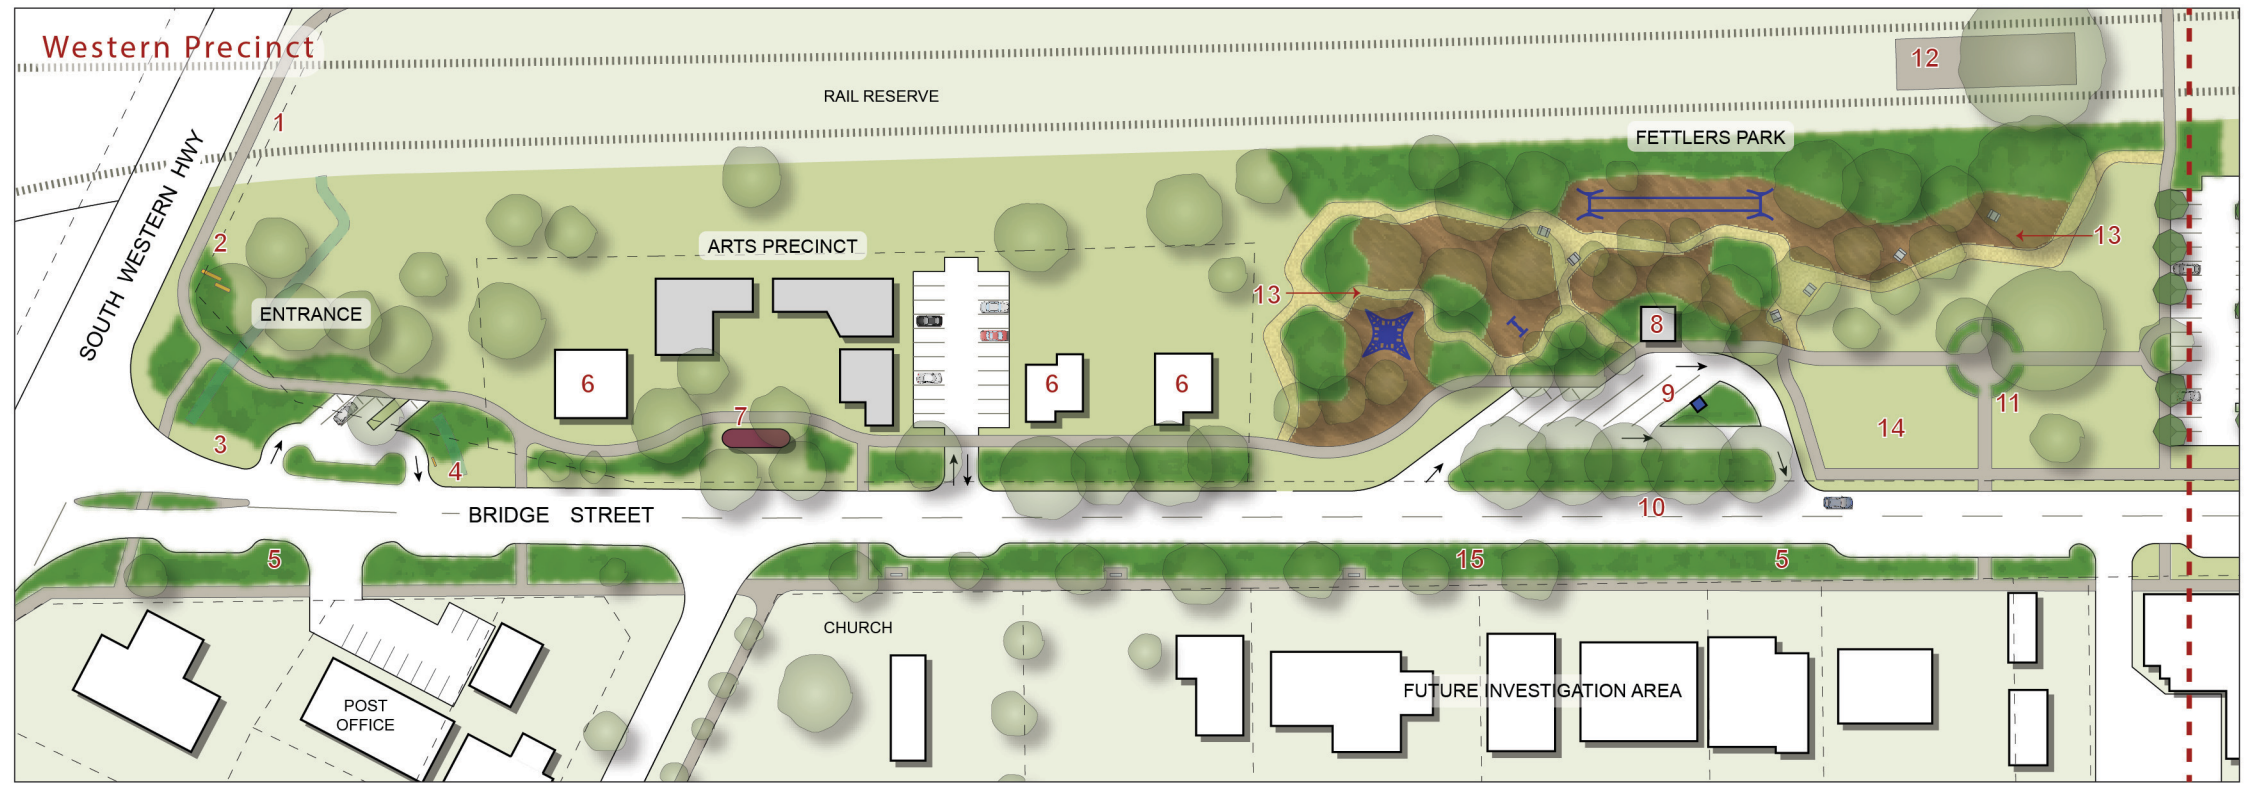 Western Precinct
12
RAIL RESERVE
1
FETTLERS PARK
SOUTH WESTERN HWY
2
ARTS PRECINCT
13
13
ENTRANCE
8
6
6
6
9
11
7
14
3
4
10
BRIDGE STREET
5
15
5
CHURCH
FUTURE INVESTIGATION AREA
POST
OFFICE